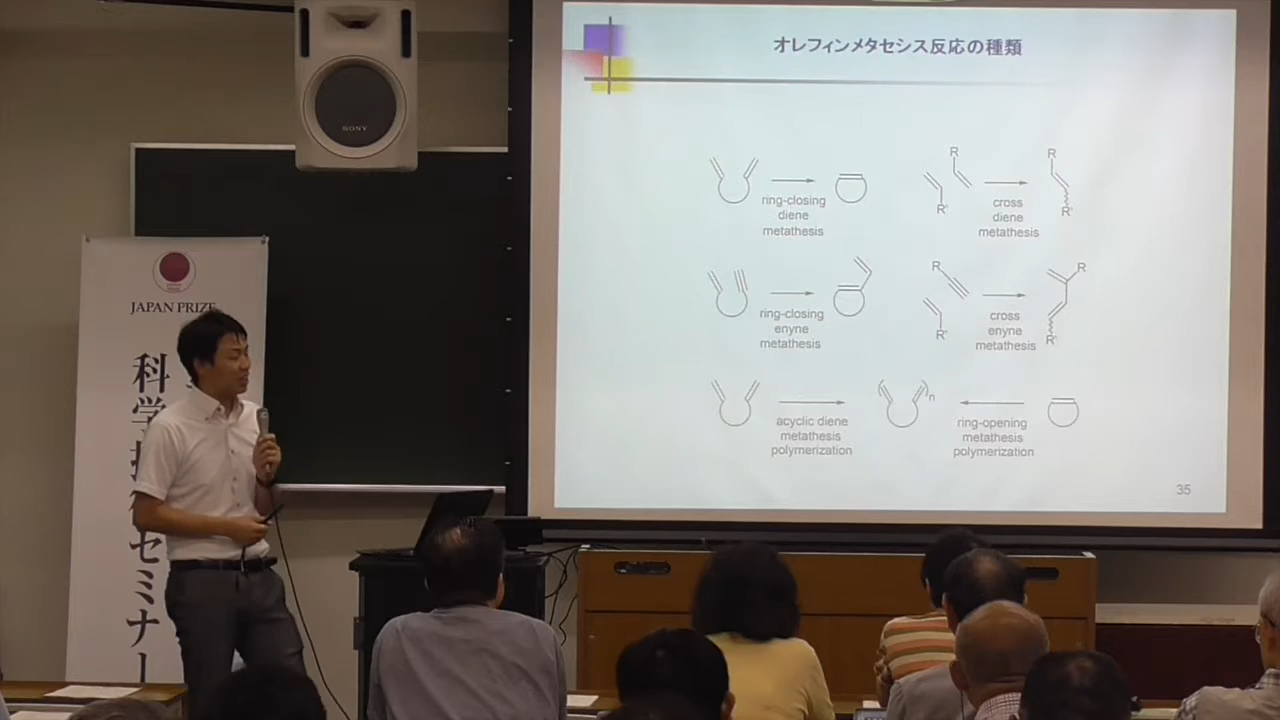 SONY
JAPAN PRIZE
科学技
セミナー
オレフィンメタセシス反応の種類
ring-closing
diene
metathesis
R
R'
cross
diene
metathesis
R
R'
ring-closing
enyne
metathesis
R
R'
cross
enyne
metathesis
R
R'
acyclic diene
metathesis
polymerization
n
ring-opening
metathesis
polymerization
35